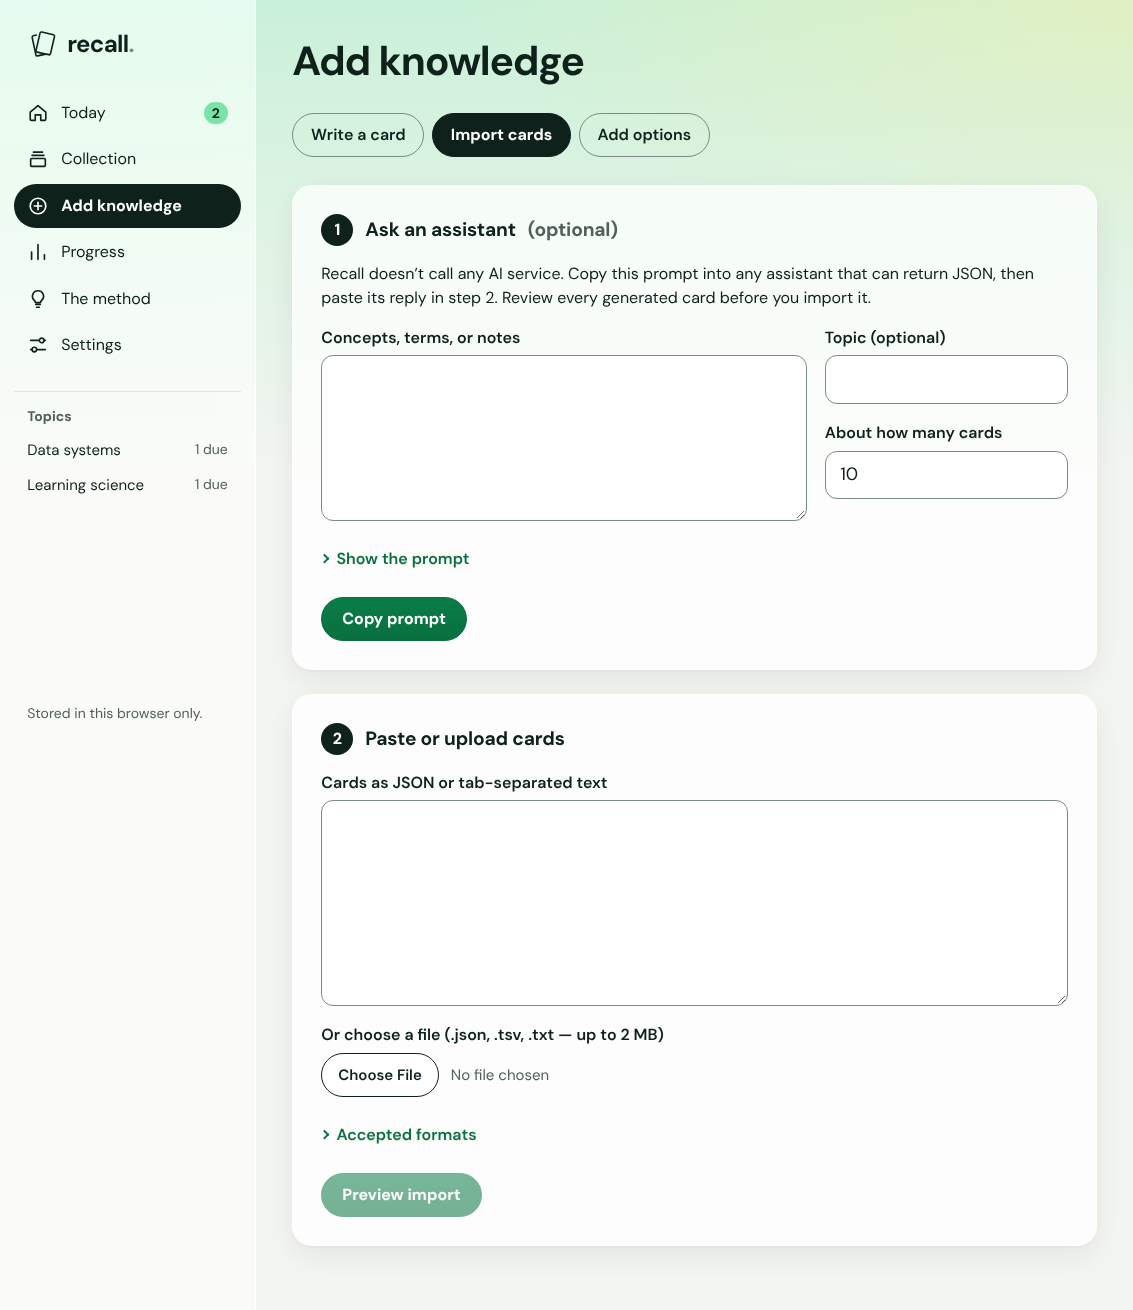 recall.
Today 2
Collection
Add knowledge
Progress
The method
Settings
Topics
Data systems 1 due
Learning science 1 due
Stored in this browser only.
Add knowledge
Write a card Import cards Add options
1 Ask an assistant (optional)
Recall doesn’t call any AI service. Copy this prompt into any assistant that can return JSON, then
paste its reply in step 2. Review every generated card before you import it.
Concepts, terms, or notes
Topic (optional)
About how many cards
10
Show the prompt
Copy prompt
2 Paste or upload cards
Cards as JSON or tab-separated text
Or choose a file (.json, .tsv, .txt — up to 2 MB)
Choose File No file chosen
Accepted formats
Preview import